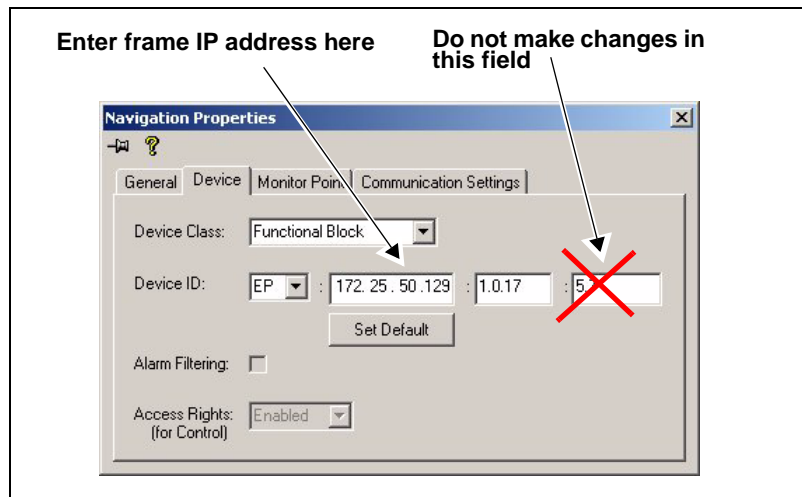 Enter frame IP address here
Do not make changes in
this field
Navigation Properties
General Device Monitor Point Communication Settings
Device Class: Functional Block
Device ID: EP : 172. 25 . 50 .129 : 1.0.17 : 5.
Set Default
Alarm Filtering:
Access Rights: Enabled
(for Control)